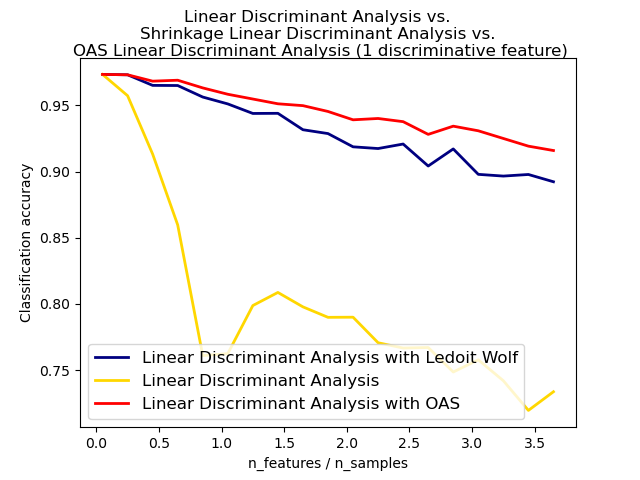 Linear Discriminant Analysis vs.
Shrinkage Linear Discriminant Analysis vs.
OAS Linear Discriminant Analysis (1 discriminative feature)
0.95
0.90
0.85
0.80
0.75
Classification accuracy
Linear Discriminant Analysis with Ledoit Wolf
Linear Discriminant Analysis
Linear Discriminant Analysis with OAS
0.0 0.5 1.0 1.5 2.0 2.5 3.0 3.5
n_features / n_samples